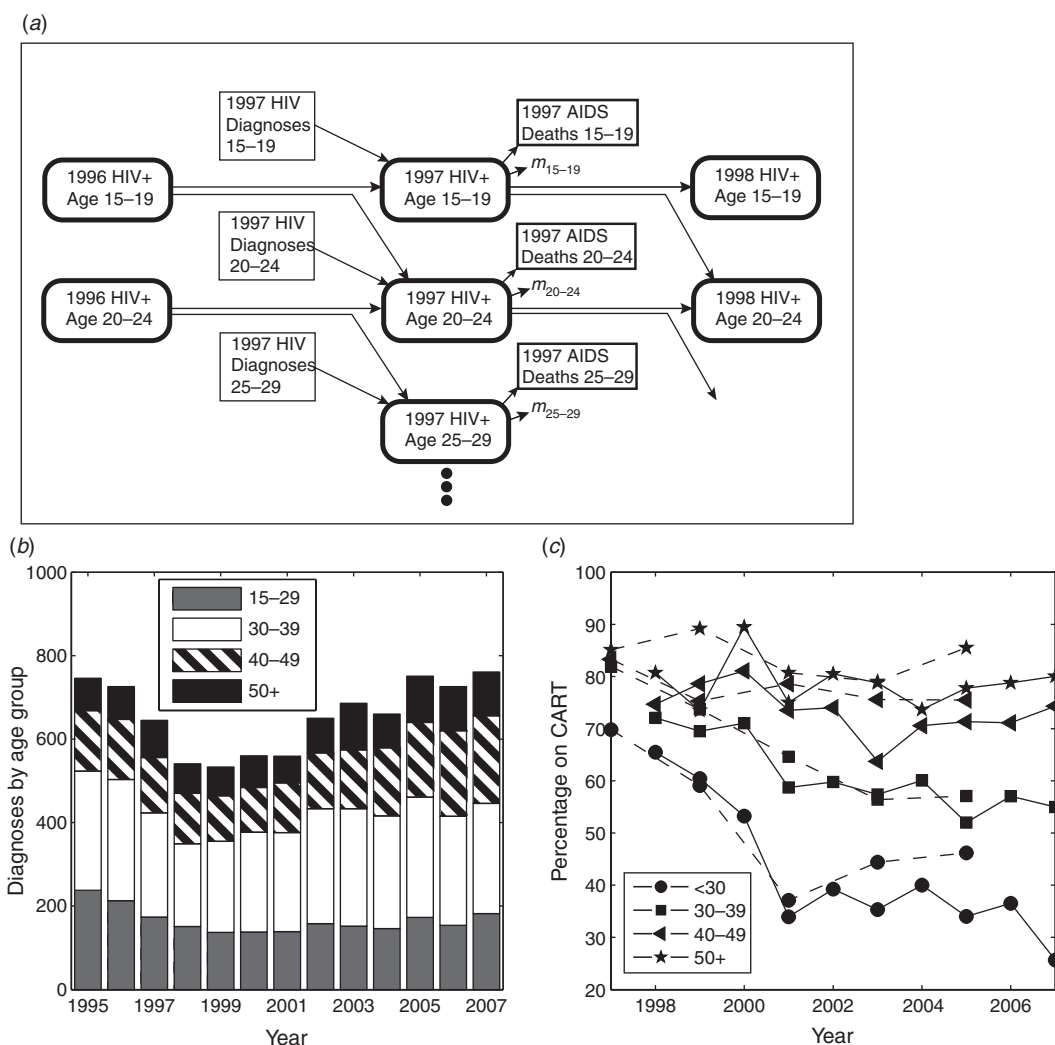 (a)
1997 HIV
Diagnoses
15–19
1997 AIDS
Deaths 15–19
m15–19
1996 HIV+
Age 15–19
1997 HIV+
Age 15–19
1998 HIV+
Age 15–19
1997 HIV
Diagnoses
20–24
1997 AIDS
Deaths 20–24
m20–24
1996 HIV+
Age 20–24
1997 HIV+
Age 20–24
1998 HIV+
Age 20–24
1997 HIV
Diagnoses
25–29
1997 AIDS
Deaths 25–29
m25–29
1997 HIV+
Age 25–29
(b)
Diagnoses by age group
1000
800
600
400
200
0
15–29
30–39
40–49
50+
1995 1997 1999 2001 2003 2005 2007
Year
(c)
Percentage on CART
100
90
80
70
60
50
40
30
20
<30
30–39
40–49
50+
1998 2000 2002 2004 2006
Year